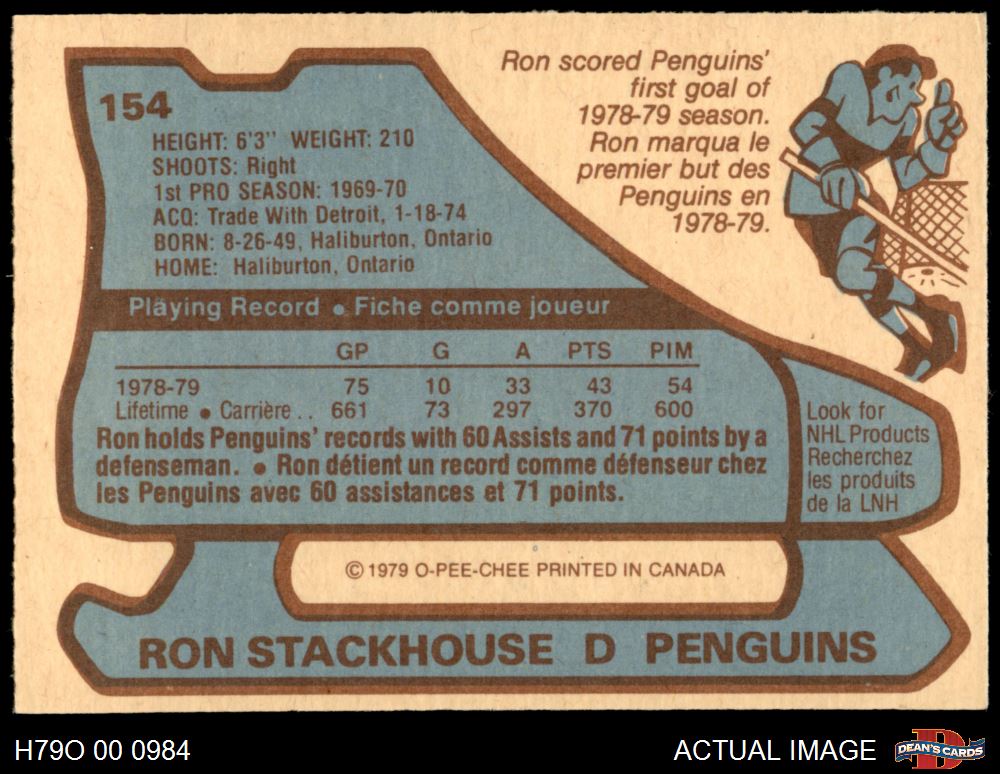 Ron scored Penguins'
first goal of
1978-79 season.
Ron marqua le
premier but des
Penguins en
1978-79.
154
HEIGHT: 6'3" WEIGHT: 210
SHOOTS: Right
1st PRO SEASON: 1969-70
ACQ: Trade With Detroit, 1-18-74
BORN: 8-26-49, Haliburton, Ontario
HOME: Haliburton, Ontario
Playing Record • Fiche comme joueur
GP G A PTS PIM
1978-79 75 10 33 43 54
Lifetime • Carrière .. 661 73 297 370 600
Ron holds Penguins' records with 60 Assists and 71 points by a
defenseman. • Ron détient un record comme défenseur chez
les Penguins avec 60 assistances et 71 points.
Look for
NHL Products
Recherchez
les produits
de la LNH
© 1979 O-PEE-CHEE PRINTED IN CANADA
RON STACKHOUSE D PENGUINS
H79O 00 0984
ACTUAL IMAGE
D
DEAN'S CARDS